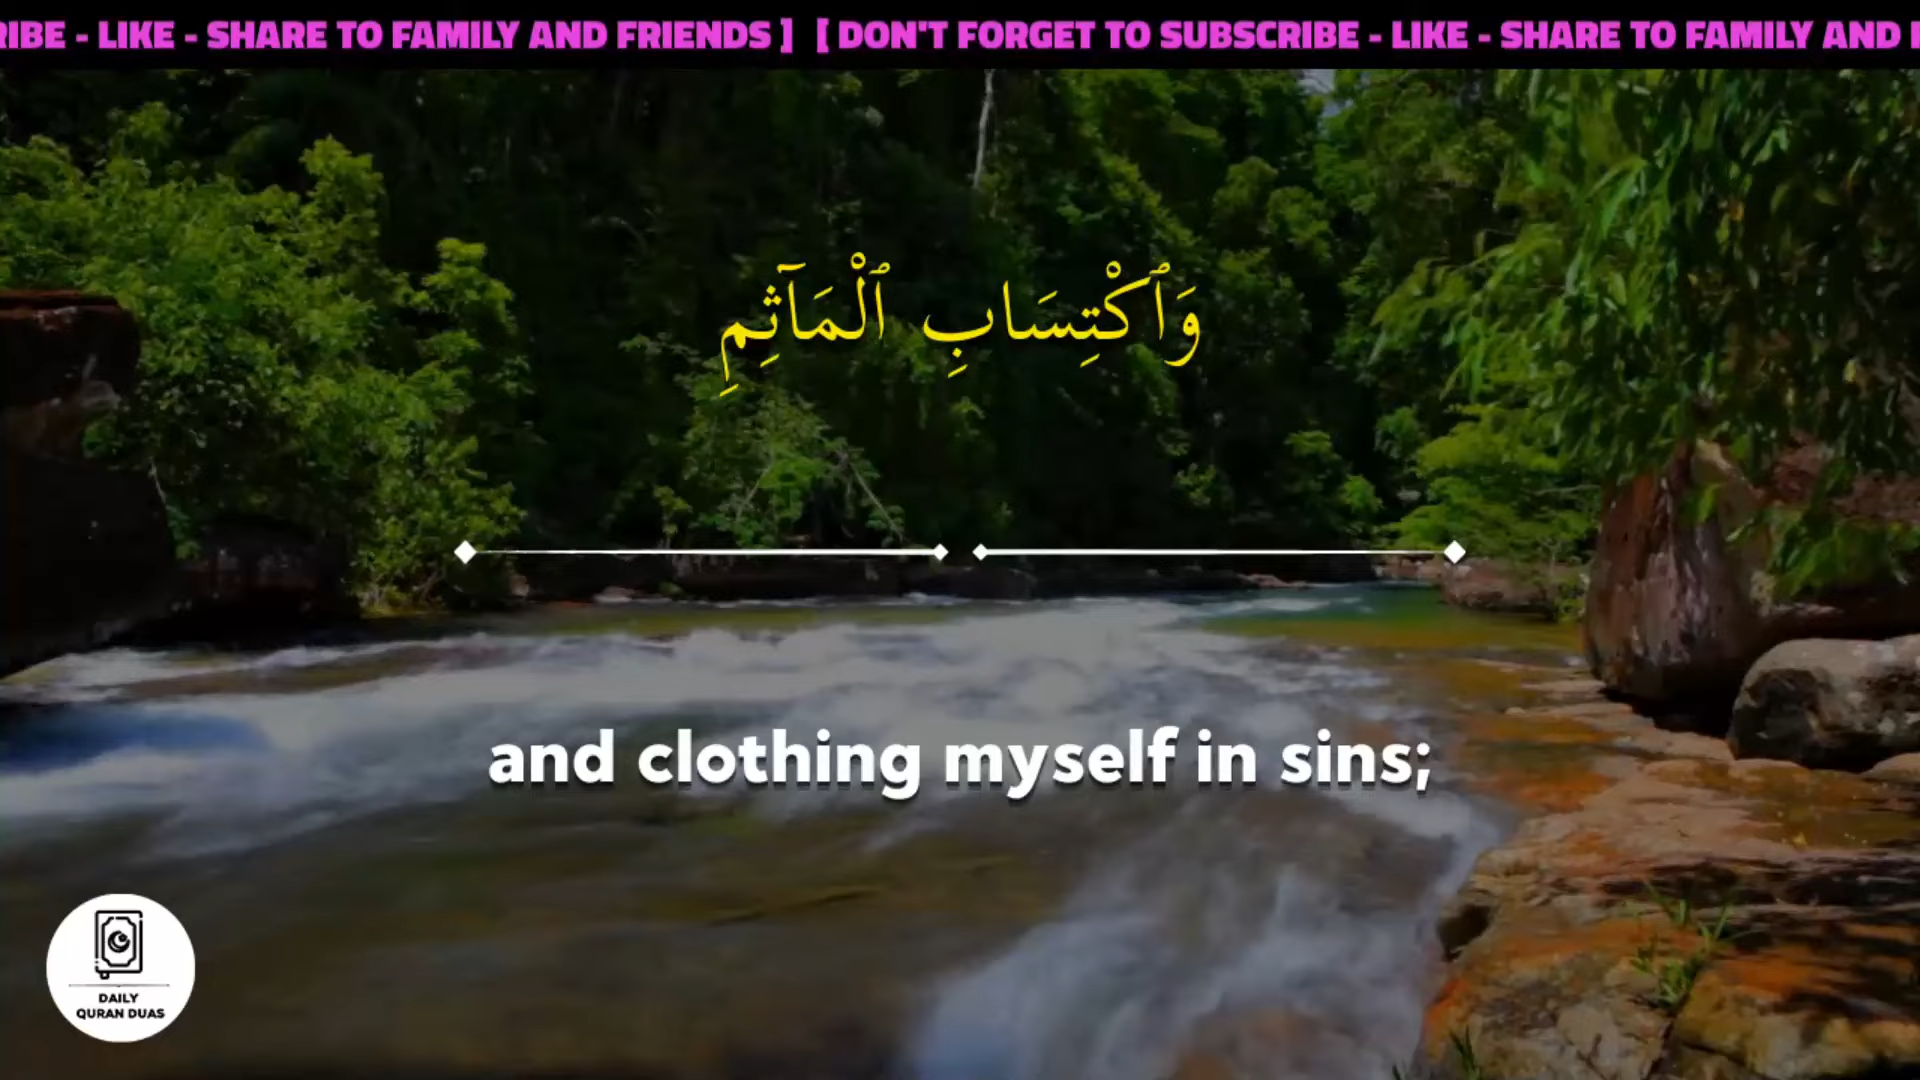 RIBE - LIKE - SHARE TO FAMILY AND FRIENDS ] [ DON'T FORGET TO SUBSCRIBE - LIKE - SHARE TO FAMILY AND
وَٱكْتِسَابِ ٱلْمَآثِمِ
and clothing myself in sins;
DAILY
QURAN DUAS